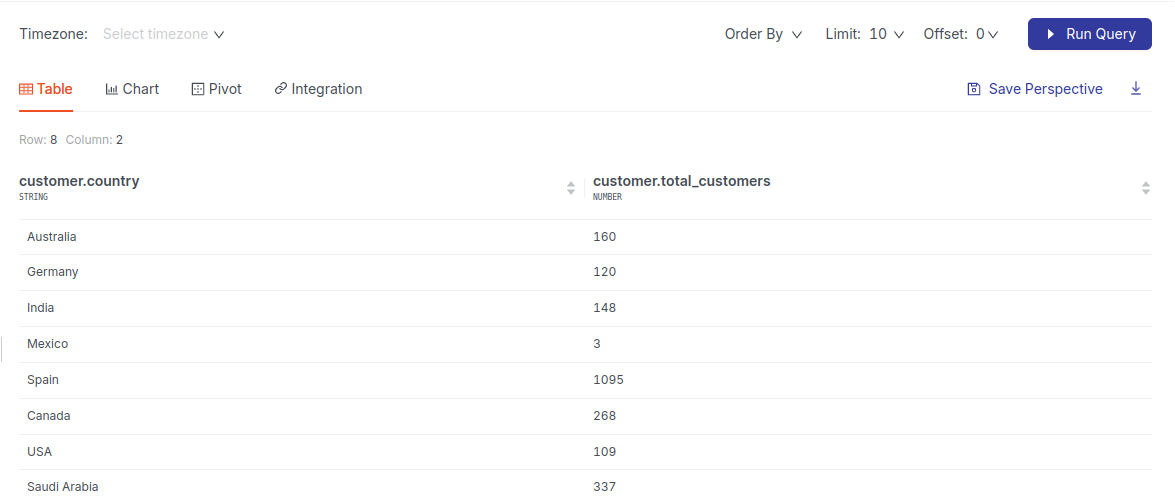 Timezone: Select timezone Order By Limit: 10 Offset: 0 Run Query
Table Chart Pivot Integration Save Perspective
Row: 8 Column: 2
customer.country customer.total_customers
STRING NUMBER
Australia 160
Germany 120
India 148
Mexico 3
Spain 1095
Canada 268
USA 109
Saudi Arabia 337